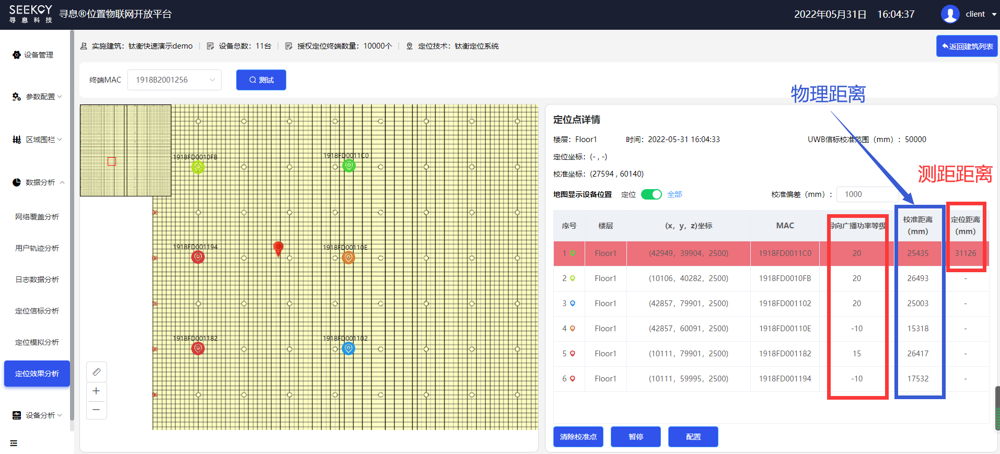 SEEKCY
寻息科技
寻息®位置物联网开放平台
2022年05月31日 16:04:37
client
设备管理
参数配置
区域围栏
数据分析
网络覆盖分析
用户轨迹分析
日志数据分析
定位信标分析
定位模拟分析
定位效果分析
设备分析
实施建筑：钛衡快速演示demo
设备总数：11台
授权定位终端数量：10000个
定位技术：钛衡定位系统
返回建筑列表
终端MAC 1918B2001256 测试
物理距离
测距距离
1918FD0010FB
1918FD0011C0
1918FD001194
1918FD00110E
1918FD001182
1918FD001102
定位点详情
楼层：Floor1 时间：2022-05-31 16:04:33 UWB信标校准范围（mm）：50000
定位坐标：(- , -)
校准坐标：(27594 , 60140)
地图显示设备位置 定位 全部 校准偏差（mm）：1000
序号 楼层 (x，y，z)坐标 MAC 导向广播功率等级 校准距离（mm） 定位距离（mm）
1 Floor1 (42949，39904，2500) 1918FD0011C0 20 25435 31126
2 Floor1 (10106，40282，2500) 1918FD0010FB 20 26493 -
3 Floor1 (42857，79901，2500) 1918FD001102 20 25003 -
4 Floor1 (42857，60091，2500) 1918FD00110E -10 15318 -
5 Floor1 (10111，79901，2500) 1918FD001182 15 26417 -
6 Floor1 (10111，59995，2500) 1918FD001194 -10 17532 -
清除校准点 暂停 配置